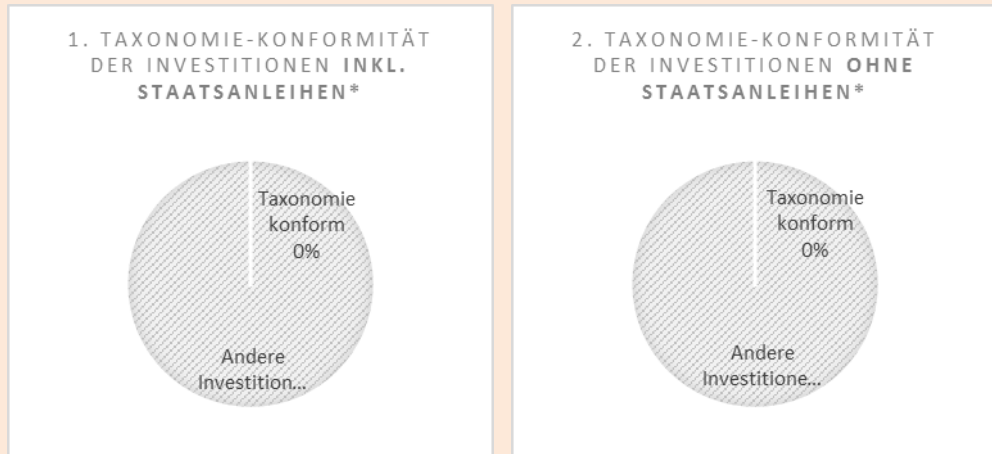 1. TAXONOMIE-KONFORMITÄT
DER INVESTITIONEN INKL.
STAATSANLEIHEN*
Taxonomie
konform
0%
Andere
Investition...
2. TAXONOMIE-KONFORMITÄT
DER INVESTITIONEN OHNE
STAATSANLEIHEN*
Taxonomie
konform
0%
Andere
Investitione...